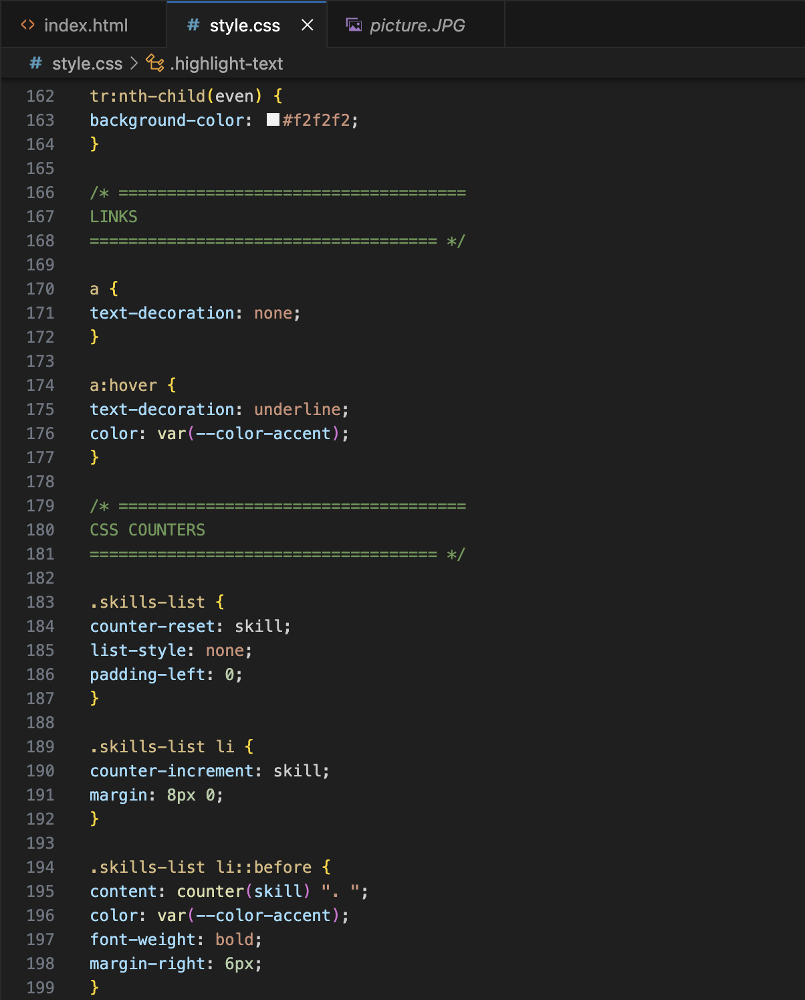 index.html
style.css
picture.JPG
style.css > .highlight-text
162 tr:nth-child(even) {
163 background-color: #f2f2f2;
164 }
165
166 /* ====================================
167 LINKS
168 ==================================== */
169
170 a {
171 text-decoration: none;
172 }
173
174 a:hover {
175 text-decoration: underline;
176 color: var(--color-accent);
177 }
178
179 /* ====================================
180 CSS COUNTERS
181 ==================================== */
182
183 .skills-list {
184 counter-reset: skill;
185 list-style: none;
186 padding-left: 0;
187 }
188
189 .skills-list li {
190 counter-increment: skill;
191 margin: 8px 0;
192 }
193
194 .skills-list li::before {
195 content: counter(skill) ". ";
196 color: var(--color-accent);
197 font-weight: bold;
198 margin-right: 6px;
199 }